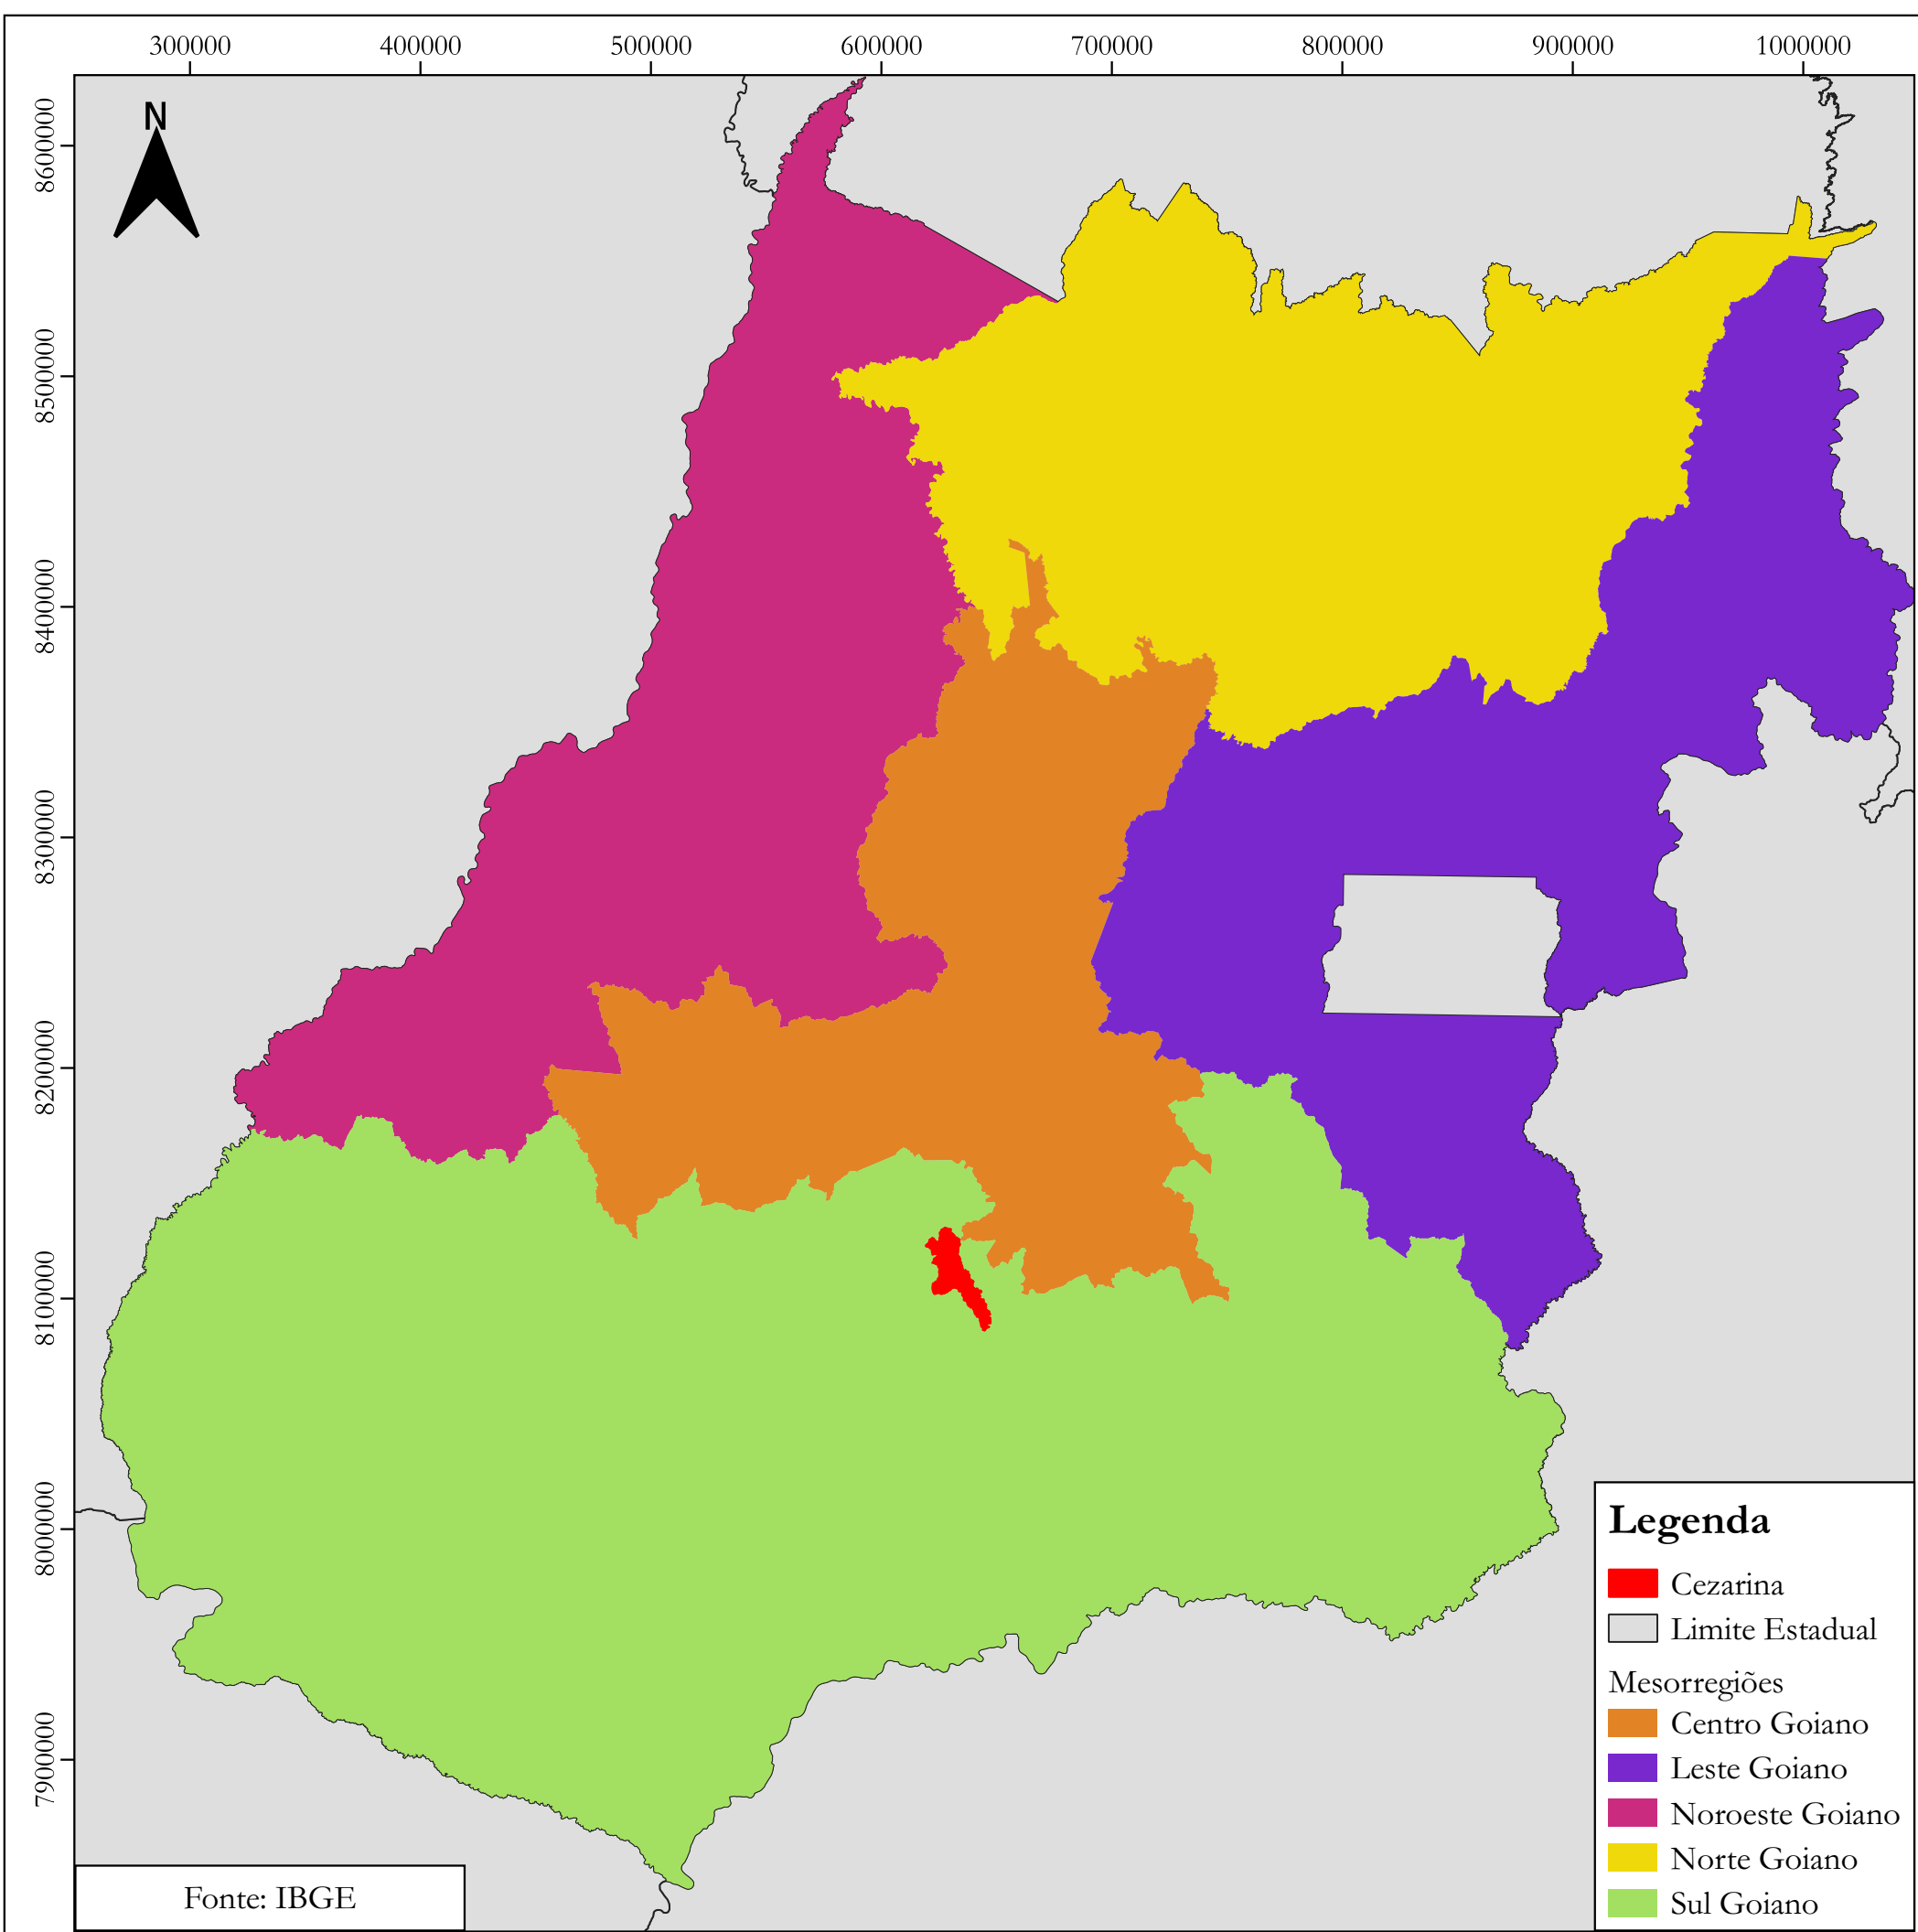 300000 400000 500000 600000 700000 800000 900000 1000000
N
8600000
8500000
8400000
8300000
8200000
8100000
8000000
7900000
Legenda
Cezarina
Limite Estadual
Mesorregiões
Centro Goiano
Leste Goiano
Noroeste Goiano
Norte Goiano
Sul Goiano
Fonte: IBGE